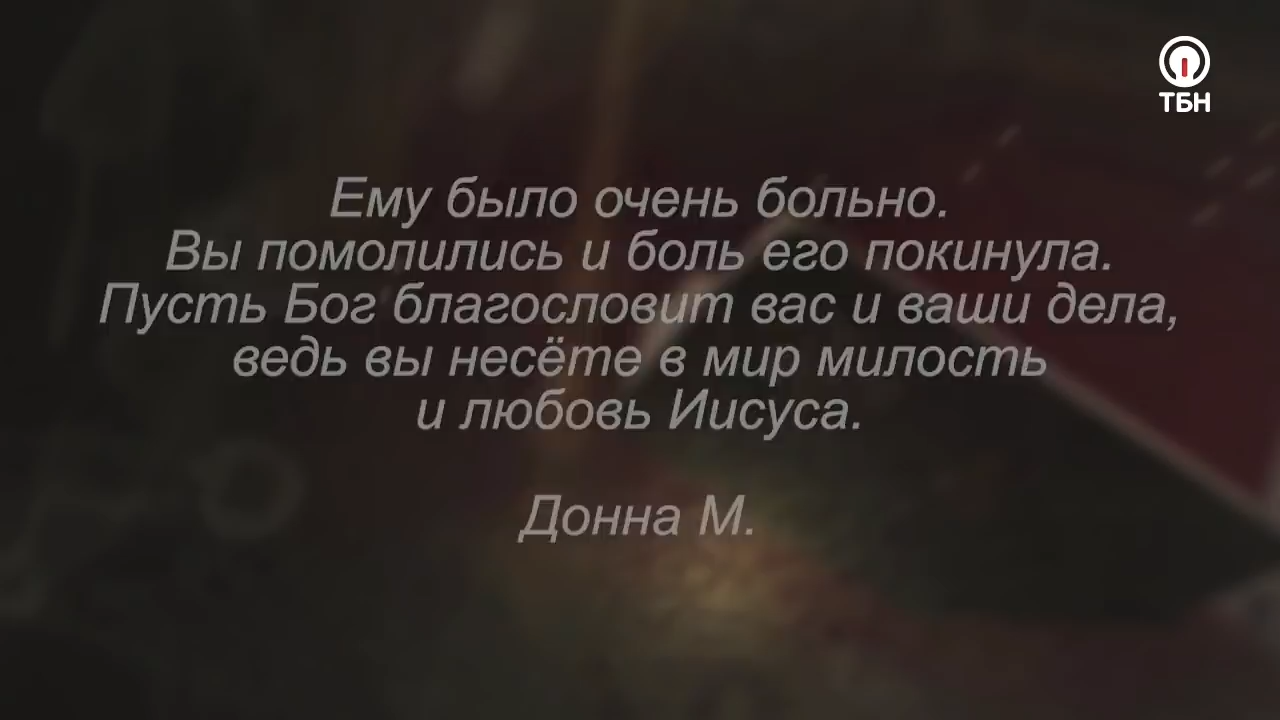 ТБН
Ему было очень больно.
Вы помолились и боль его покинула.
Пусть Бог благословит вас и ваши дела,
ведь вы несёте в мир милость
и любовь Иисуса.
Донна М.